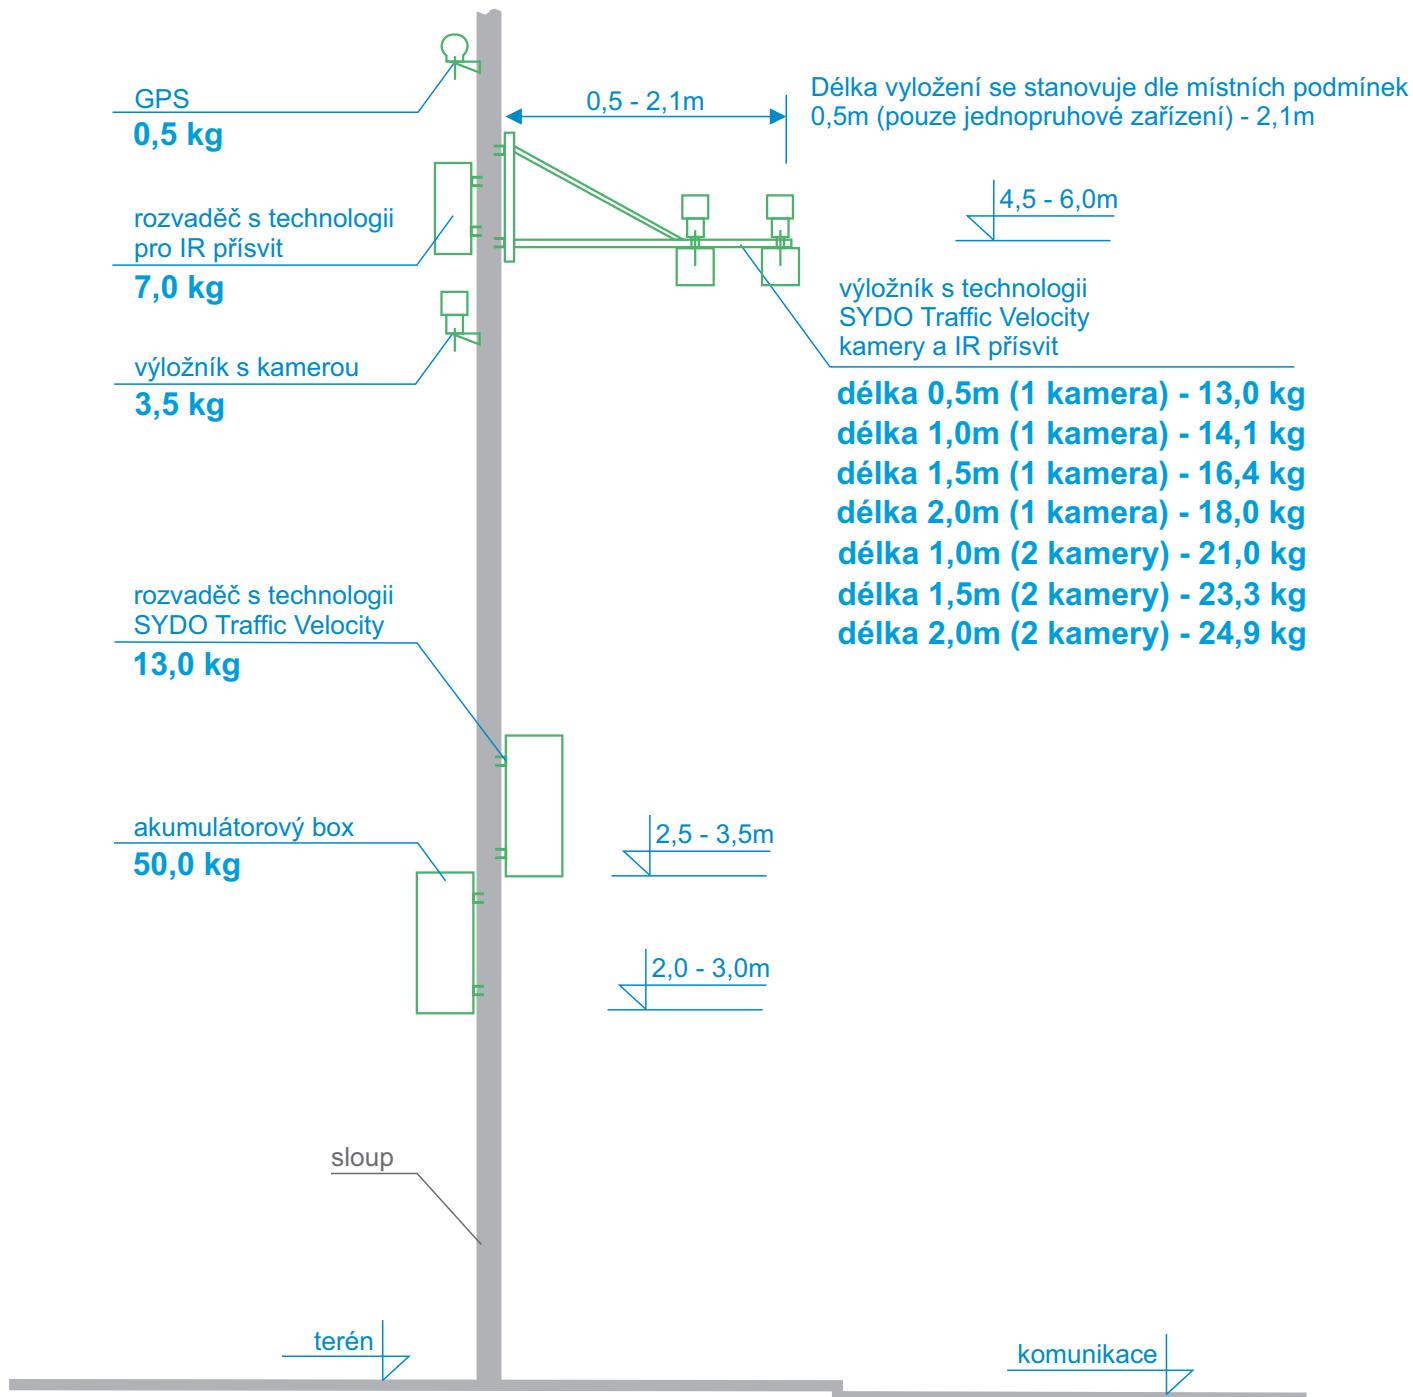 GPS
0,5 kg
0,5 - 2,1m
Délka vyložení se stanovuje dle místních podmínek
0,5m (pouze jednopruhové zařízení) - 2,1m
rozvaděč s technologii
pro IR přísvit
7,0 kg
4,5 - 6,0m
výložník s kamerou
3,5 kg
výložník s technologii
SYDO Traffic Velocity
kamery a IR přísvit
délka 0,5m (1 kamera) - 13,0 kg
délka 1,0m (1 kamera) - 14,1 kg
délka 1,5m (1 kamera) - 16,4 kg
délka 2,0m (1 kamera) - 18,0 kg
délka 1,0m (2 kamery) - 21,0 kg
délka 1,5m (2 kamery) - 23,3 kg
délka 2,0m (2 kamery) - 24,9 kg
rozvaděč s technologii
SYDO Traffic Velocity
13,0 kg
akumulátorový box
50,0 kg
2,5 - 3,5m
2,0 - 3,0m
sloup
terén
komunikace